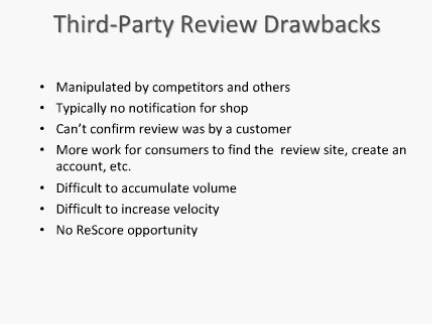 Third-Party Review Drawbacks
• Manipulated by competitors and others
• Typically no notification for shop
• Can't confirm review was by a customer
• More work for consumers to find the  review site, create an
account, etc.
• Difficult to accumulate volume
• Difficult to increase velocity
• No ReScore opportunity